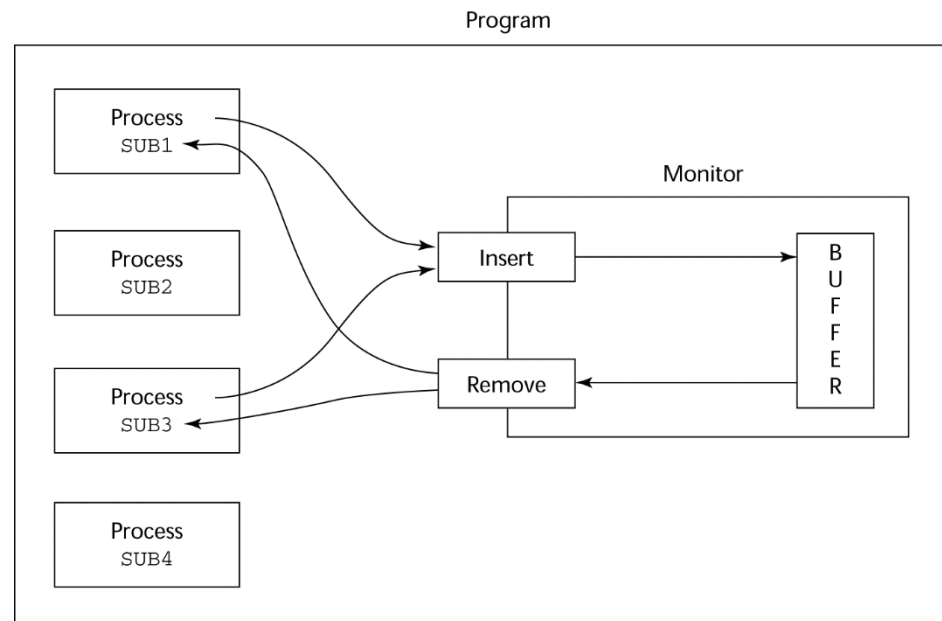 Program
Process
SUB1
Monitor
Insert
B
U
F
F
E
R
Process
SUB2
Remove
Process
SUB3
Process
SUB4